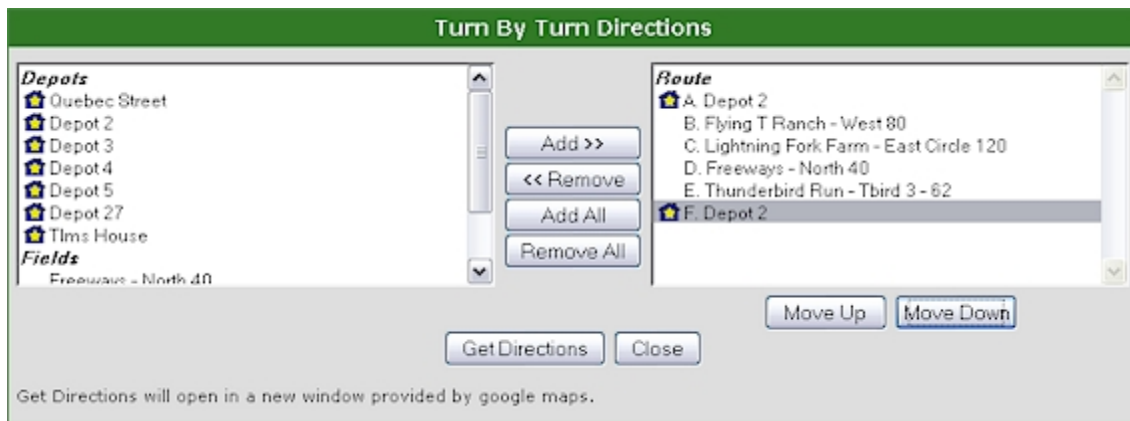 Turn By Turn Directions
Depots
Quebec Street
Depot 2
Depot 3
Depot 4
Depot 5
Depot 27
TIms House
Fields
Freeways - North 40
Add >>
<< Remove
Add All
Remove All
Route
A. Depot 2
B. Flying T Ranch - West 80
C. Lightning Fork Farm - East Circle 120
D. Freeways - North 40
E. Thunderbird Run - Tbird 3 - 62
F. Depot 2
Move Up
Move Down
Get Directions
Close
Get Directions will open in a new window provided by google maps.